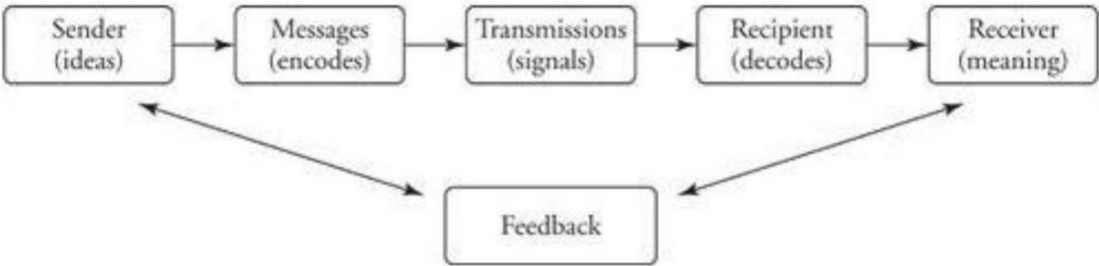 Sender
(ideas)
Messages
(encodes)
Transmissions
(signals)
Recipient
(decodes)
Receiver
(meaning)
Feedback